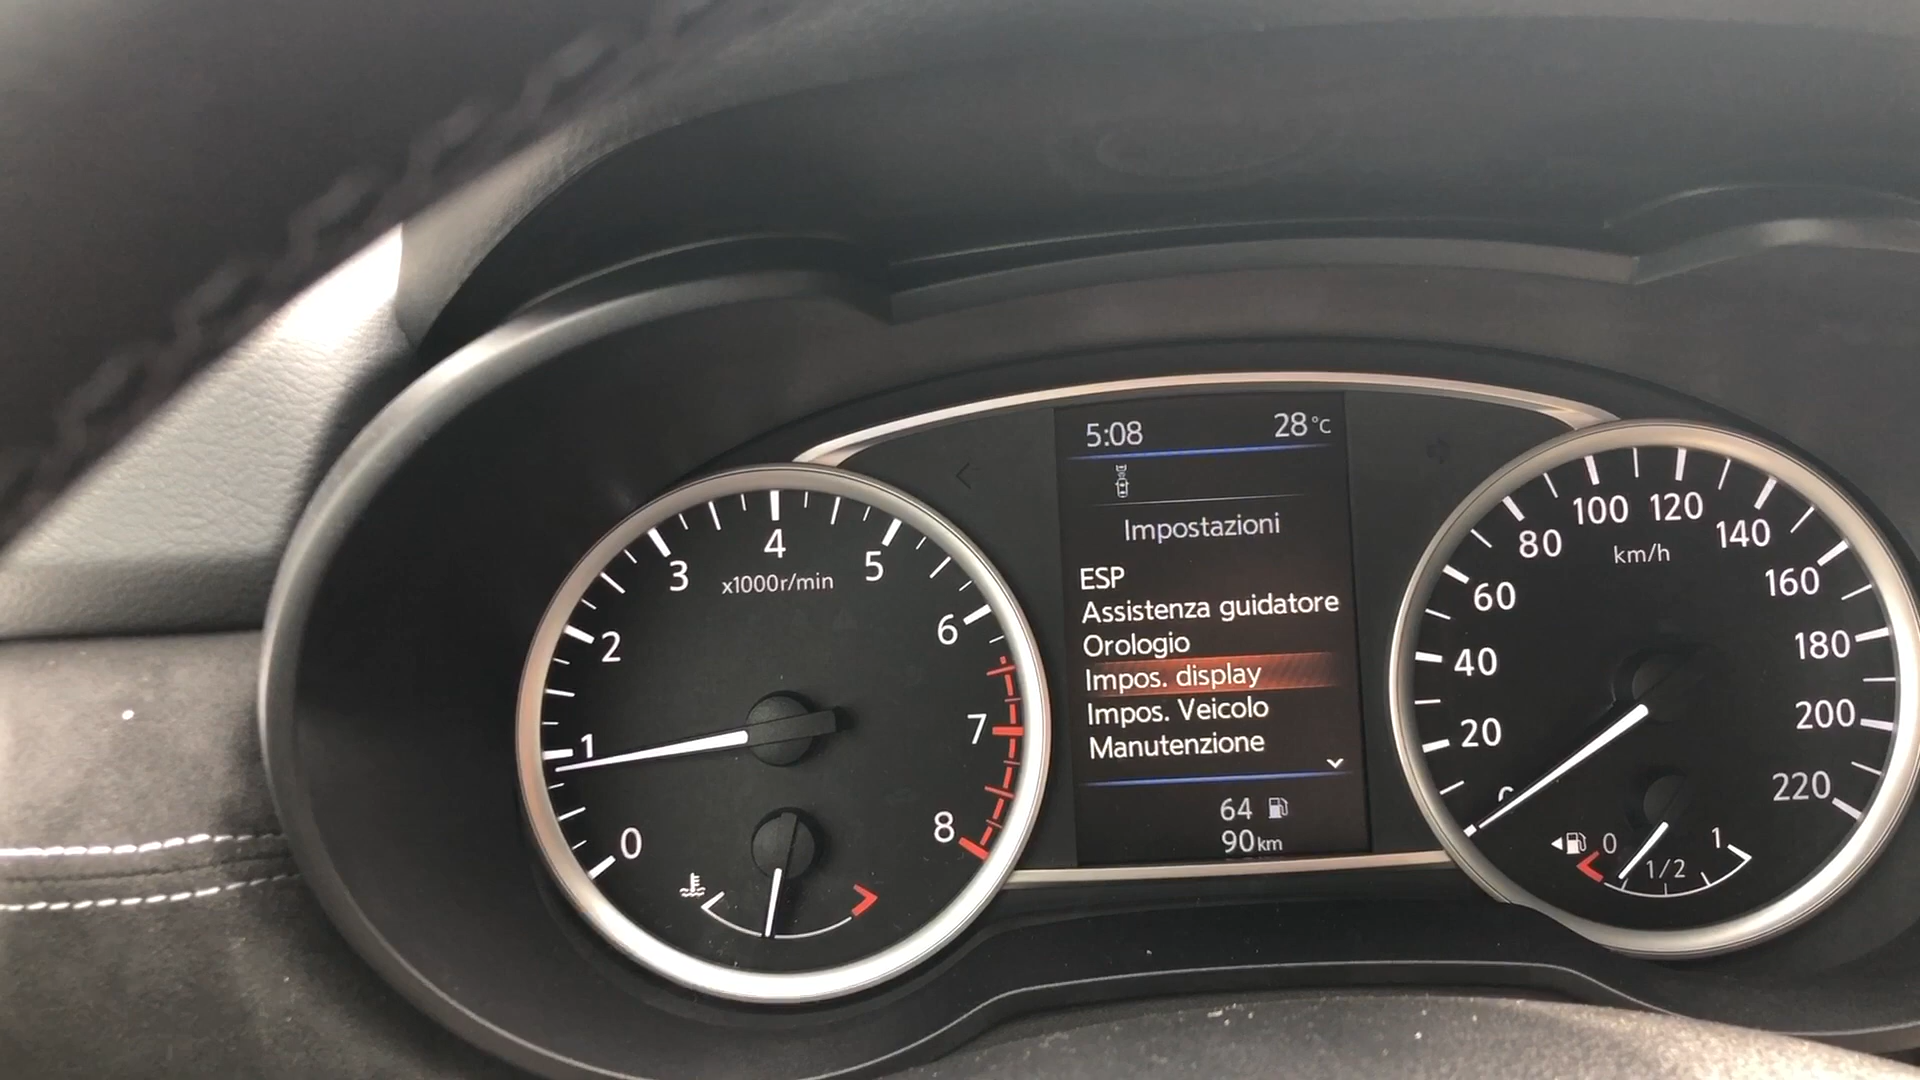 5:08 28°C
Impostazioni
ESP
Assistenza guidatore
Orologio
Impos. display
Impos. Veicolo
Manutenzione
64
90 km
0
1
2
3
4
5
6
7
8
x1000r/min
0
20
40
60
80
100
120
140
160
180
200
220
km/h
0 1/2 1